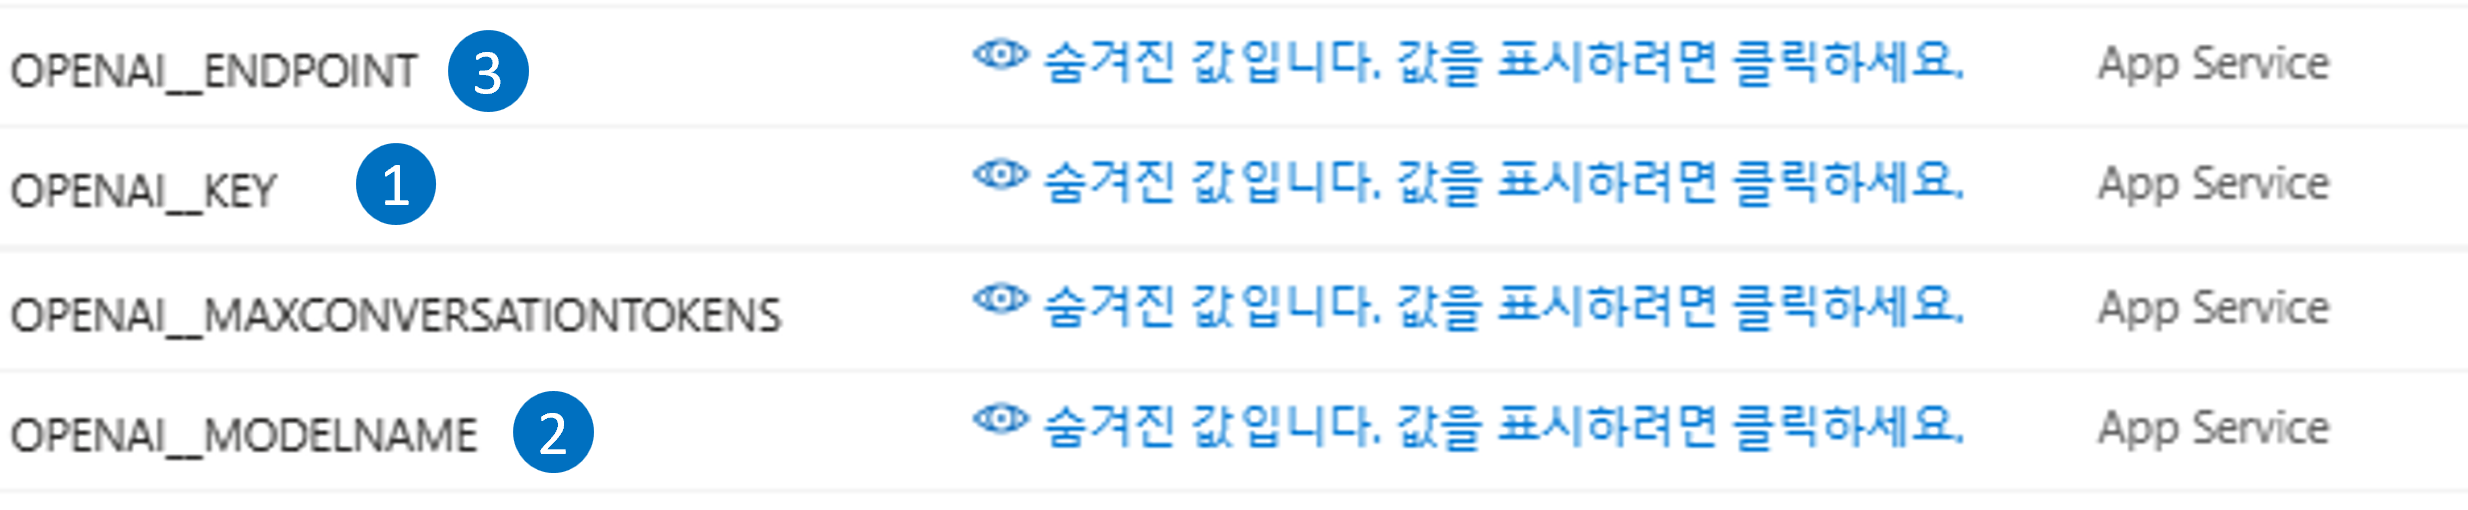 OPENAI__ENDPOINT 3 숨겨진 값입니다. 값을 표시하려면 클릭하세요. App Service
OPENAI__KEY 1 숨겨진 값입니다. 값을 표시하려면 클릭하세요. App Service
OPENAI__MAXCONVERSATIONTOKENS 숨겨진 값입니다. 값을 표시하려면 클릭하세요. App Service
OPENAI__MODELNAME 2 숨겨진 값입니다. 값을 표시하려면 클릭하세요. App Service